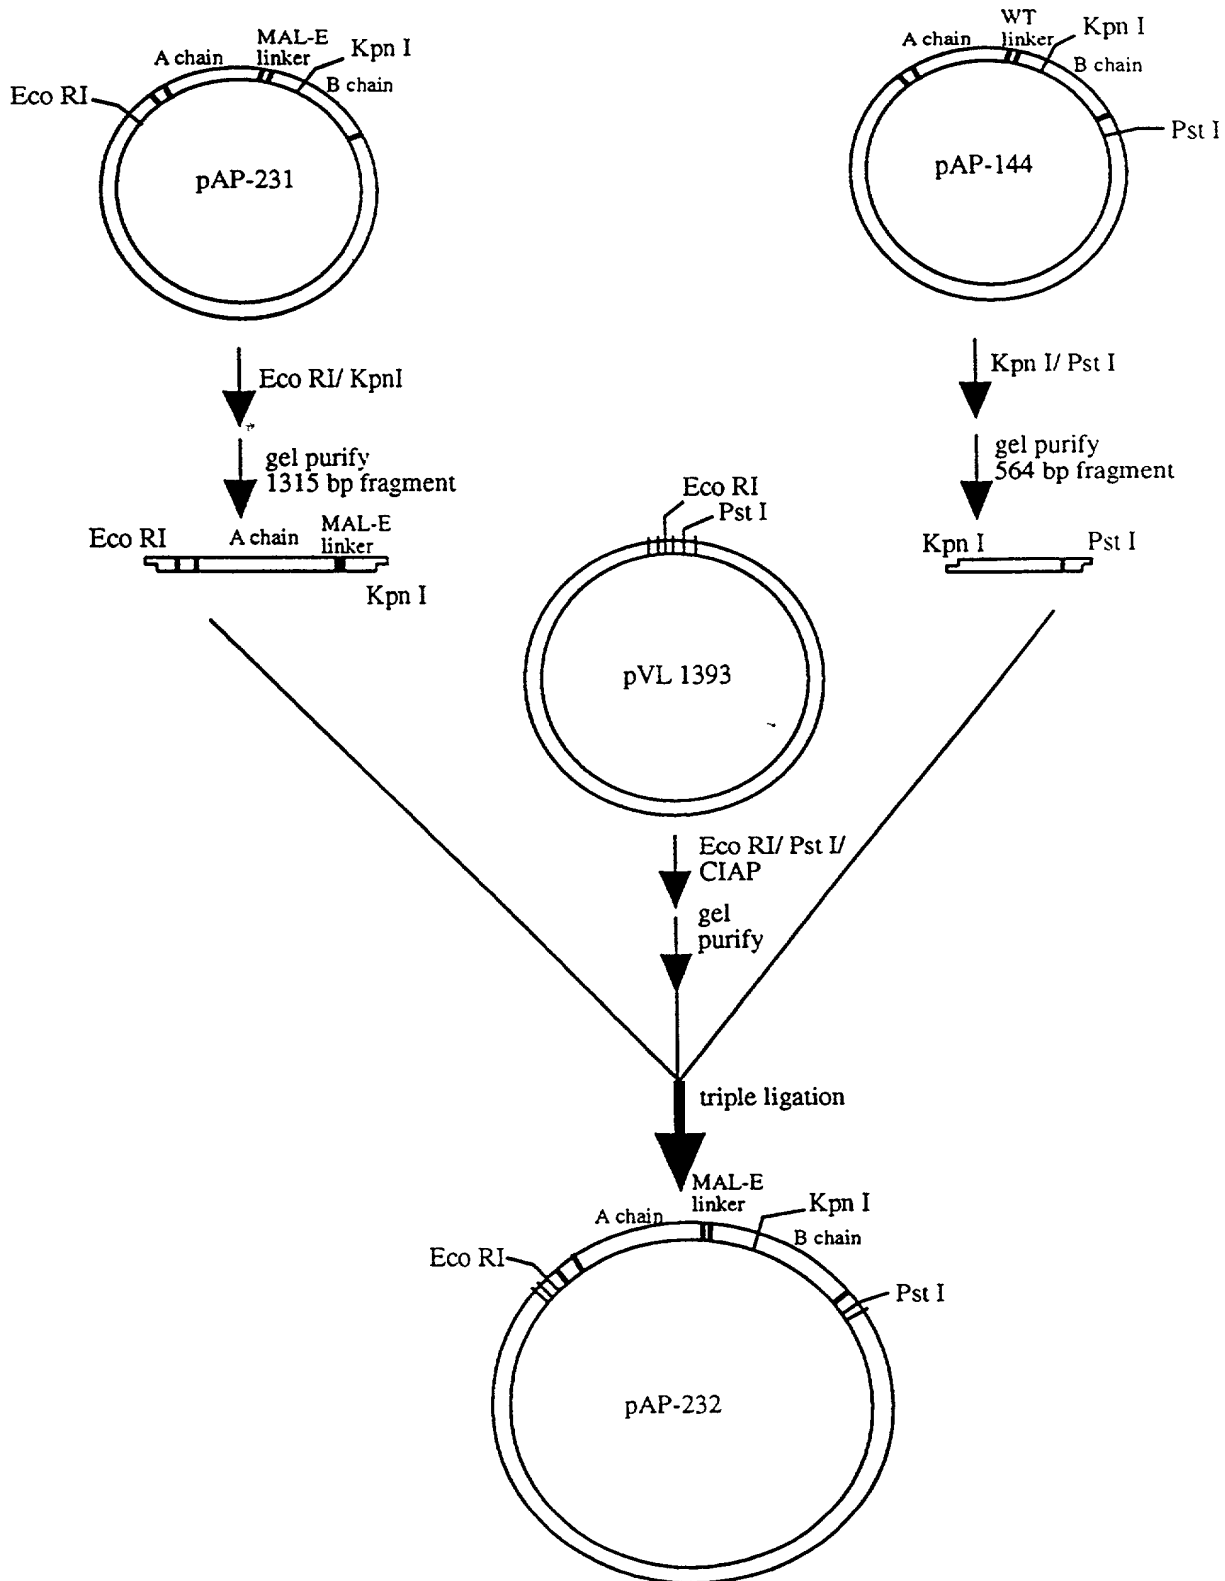 MAL-E
linker
A chain
Kpn I
B chain
Eco RI
pAP-231
WT
linker
A chain
Kpn I
B chain
Pst I
pAP-144
Eco RI/ KpnI
gel purify
1315 bp fragment
Kpn I/ Pst I
gel purify
564 bp fragment
Eco RI
A chain
MAL-E
linker
Kpn I
Eco RI
Pst I
pVL 1393
Kpn I
Pst I
Eco RI/ Pst I/
CIAP
gel
purify
triple ligation
MAL-E
linker
A chain
Kpn I
B chain
Eco RI
Pst I
pAP-232